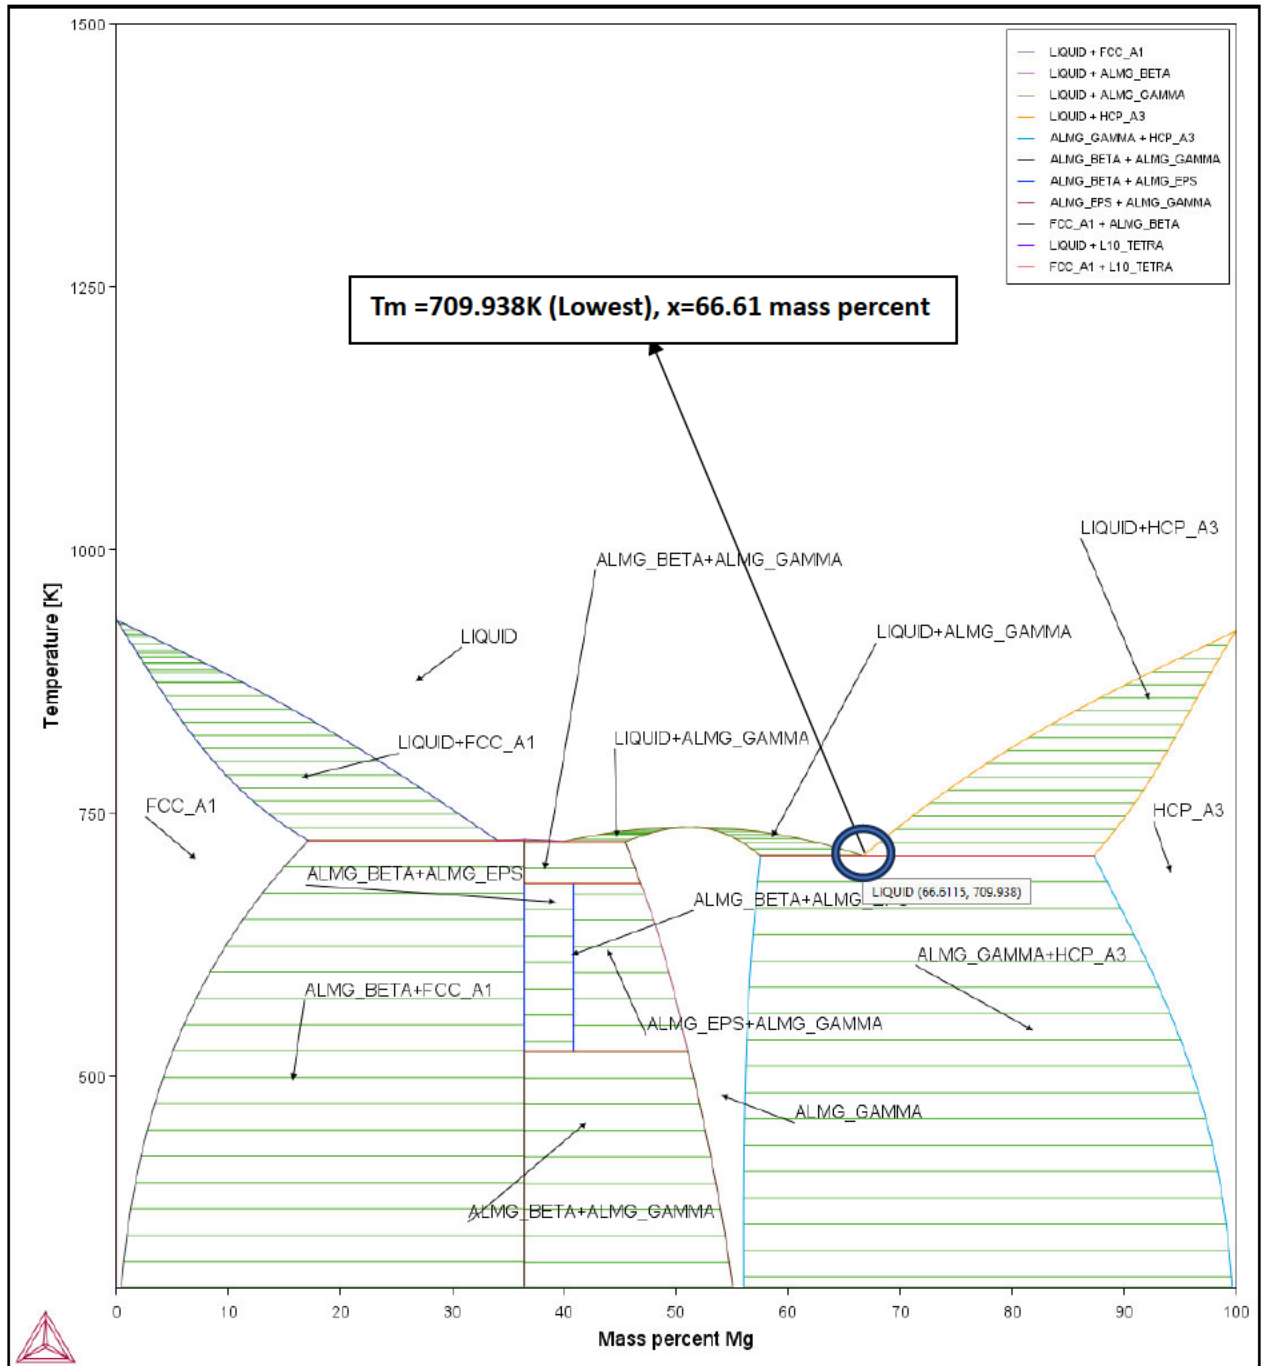 1500
LIQUID + FCC_A1
LIQUID + ALMG_BETA
LIQUID + ALMG_GAMMA
LIQUID + HCP_A3
ALMG_GAMMA + HCP_A3
ALMG_BETA + ALMG_GAMMA
ALMG_BETA + ALMG_EPS
ALMG_EPS + ALMG_GAMMA
FCC_A1 + ALMG_BETA
LIQUID + L10_TETRA
FCC_A1 + L10_TETRA
1250
Tm =709.938K (Lowest), x=66.61 mass percent
LIQUID+HCP_A3
1000
ALMG_BETA+ALMG_GAMMA
Temperature [K]
LIQUID
LIQUID+ALMG_GAMMA
LIQUID+FCC_A1
LIQUID+ALMG_GAMMA
FCC_A1
750
HCP_A3
ALMG_BETA+ALMG_EPS
LIQUID (66.6115, 709.938)
ALMG_BETA+ALMG_EPS
ALMG_GAMMA+HCP_A3
ALMG_BETA+FCC_A1
ALMG_EPS+ALMG_GAMMA
500
ALMG_GAMMA
ALMG_BETA+ALMG_GAMMA
0 10 20 30 40 50 60 70 80 90 100
Mass percent Mg